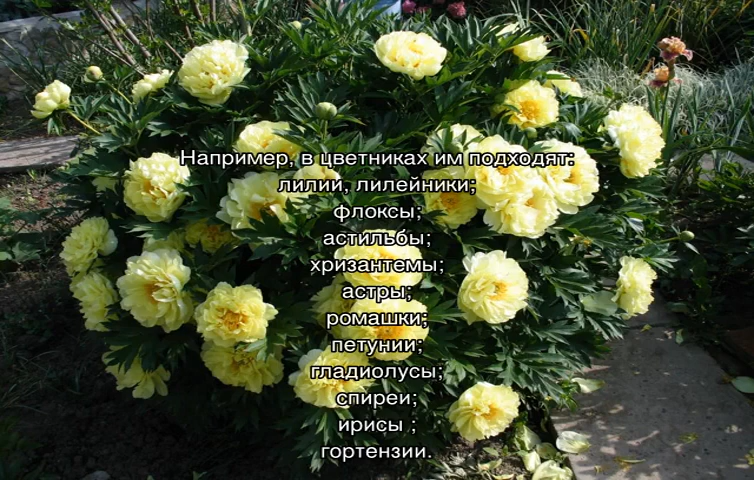 Например, в цветниках им подходят:
лилии, лилейники;
флоксы;
астильбы;
хризантемы;
астры;
ромашки;
петунии;
гладиолусы;
спиреи;
ирисы ;
гортензии.